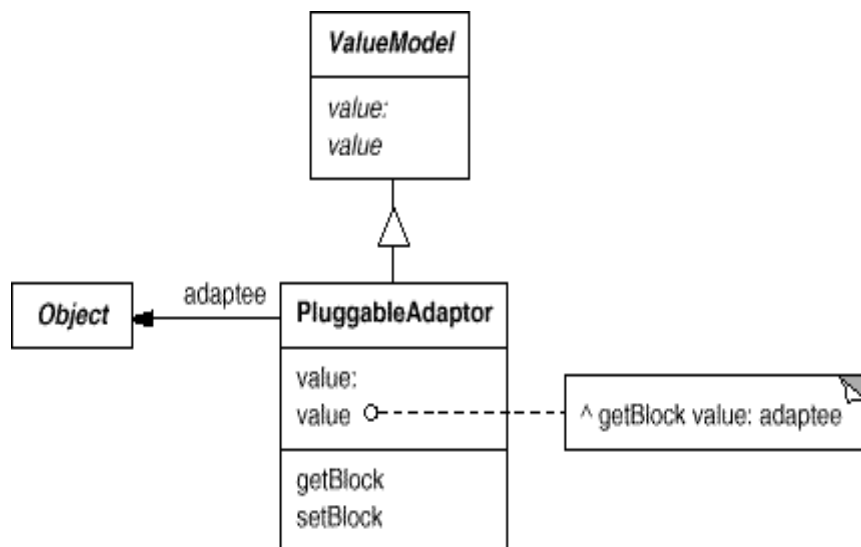 ValueModel
value:
value
adaptee
Object
PluggableAdaptor
value:
value
^ getBlock value: adaptee
getBlock
setBlock